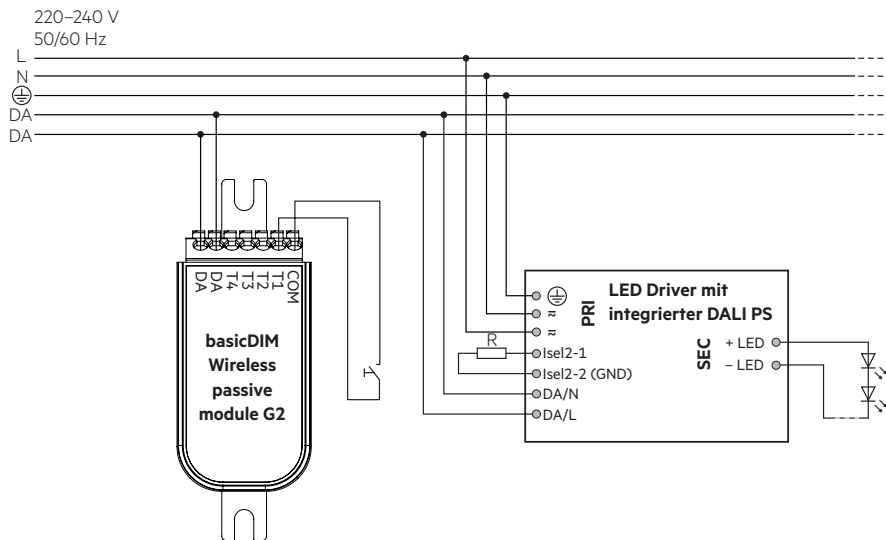 220–240 V
50/60 Hz
L
N
DA
DA
DA
DA
T4
T3
T2
T1
COM
basicDIM
Wireless
passive
module G2
LED Driver mit
integrierter DALI PS
PRI
R
Isel2-1
Isel2-2 (GND)
DA/N
DA/L
SEC
+ LED
– LED